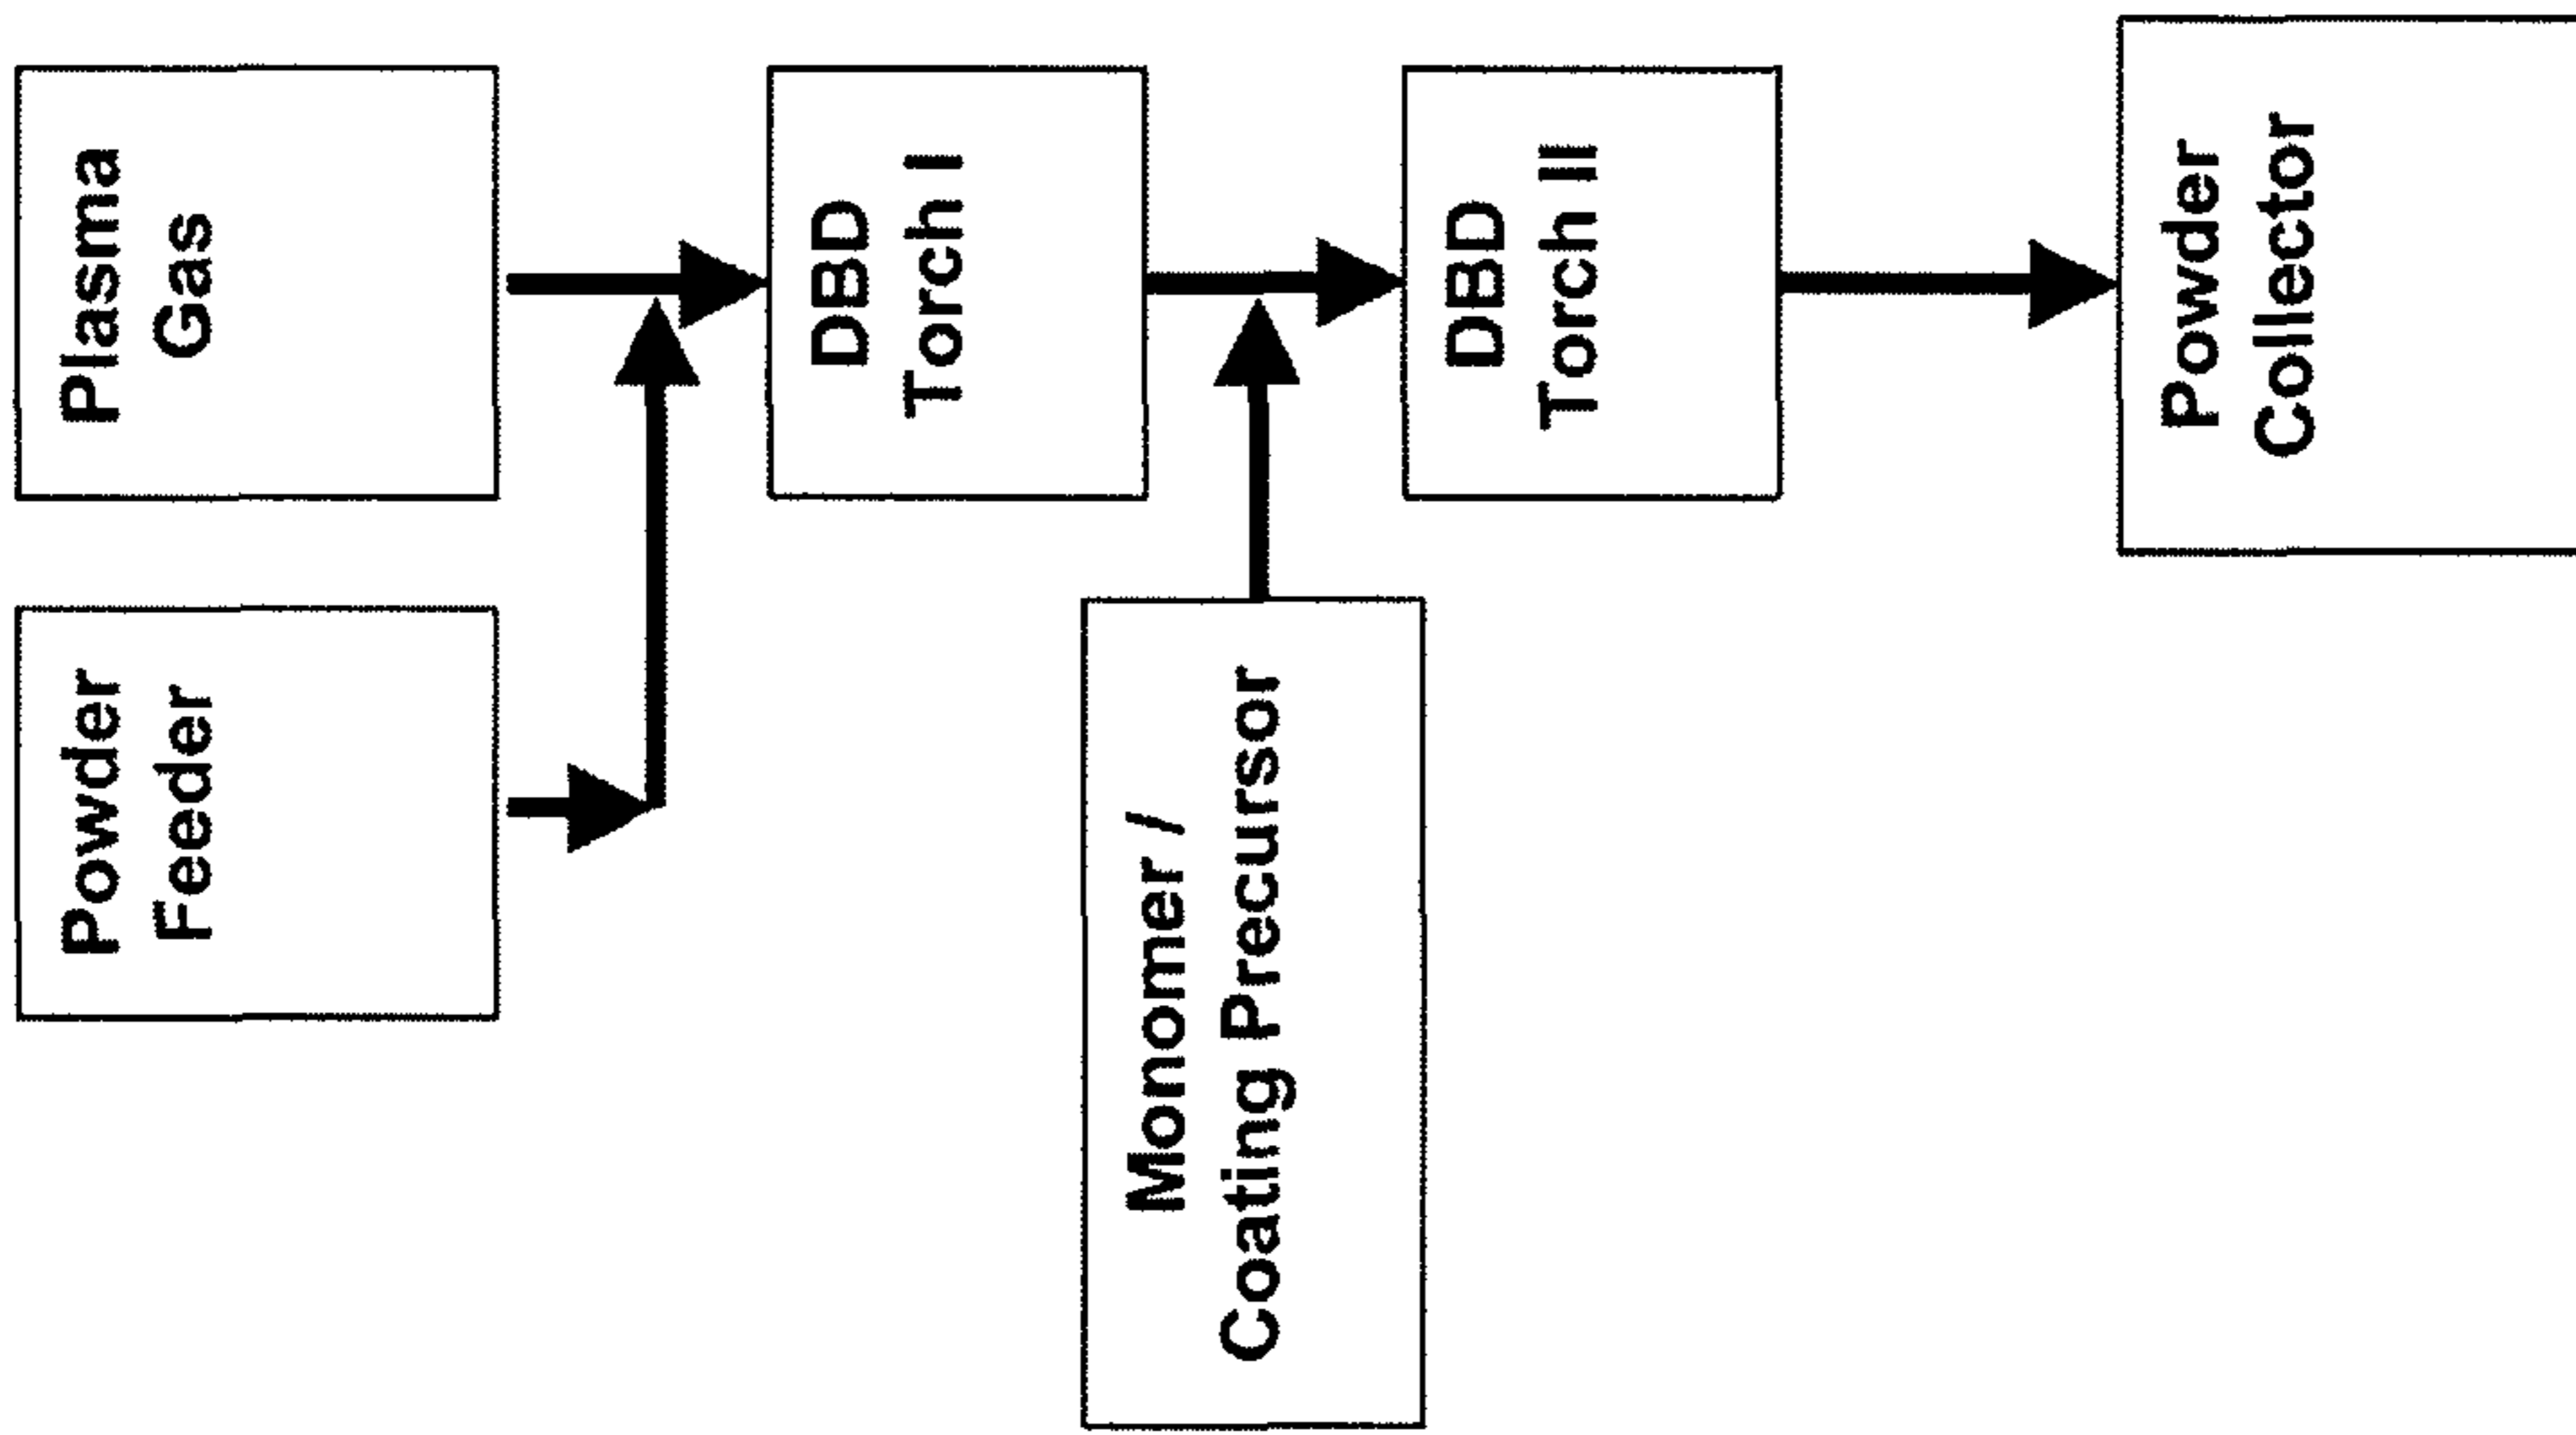 Powder
Feeder
Plasma
Gas
DBD
Torch I
Monomer /
Coating Precursor
DBD
Torch II
Powder
Collector